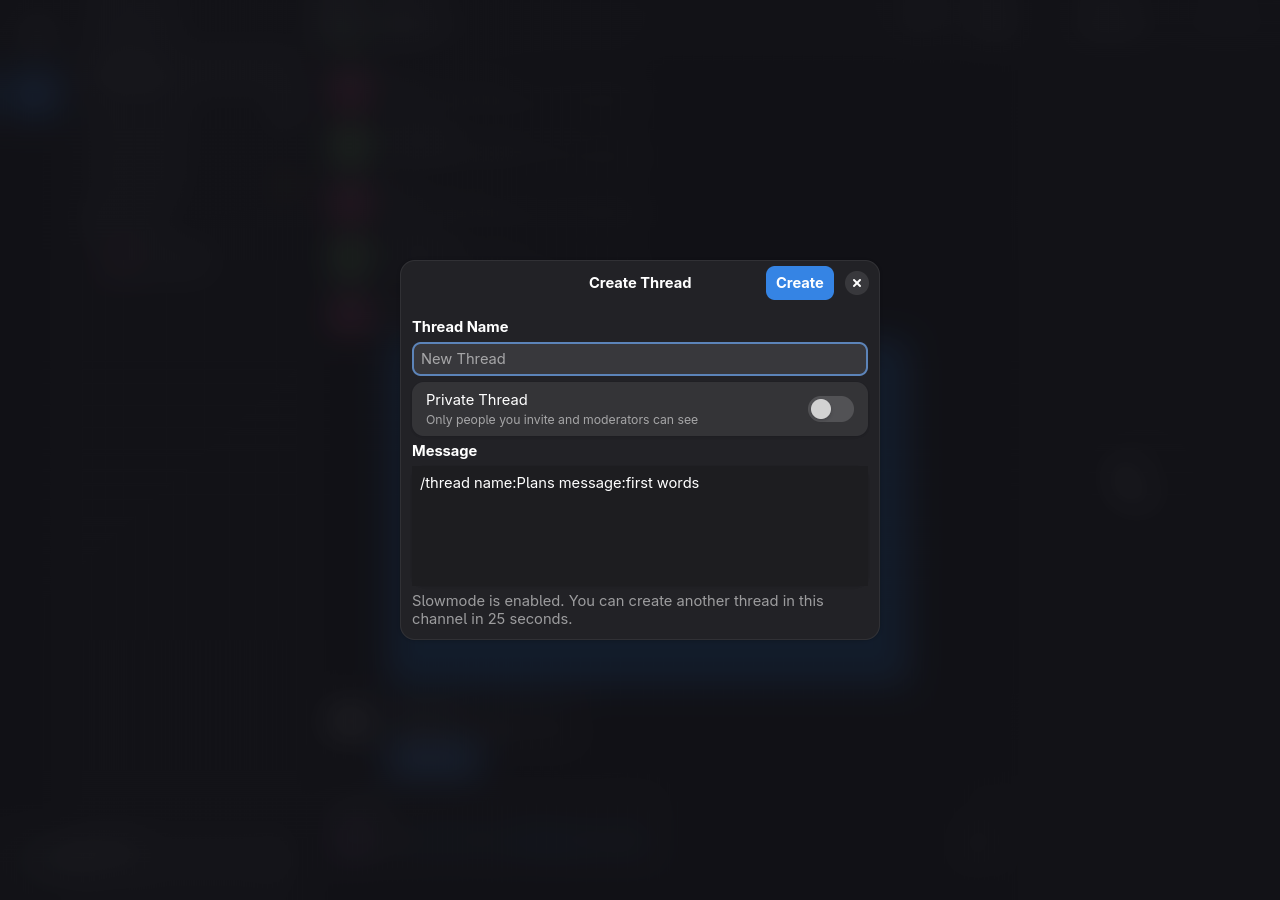 Create Thread
Create
Thread Name
New Thread
Private Thread
Only people you invite and moderators can see
Message
/thread name:Plans message:first words
Slowmode is enabled. You can create another thread in this
channel in 25 seconds.